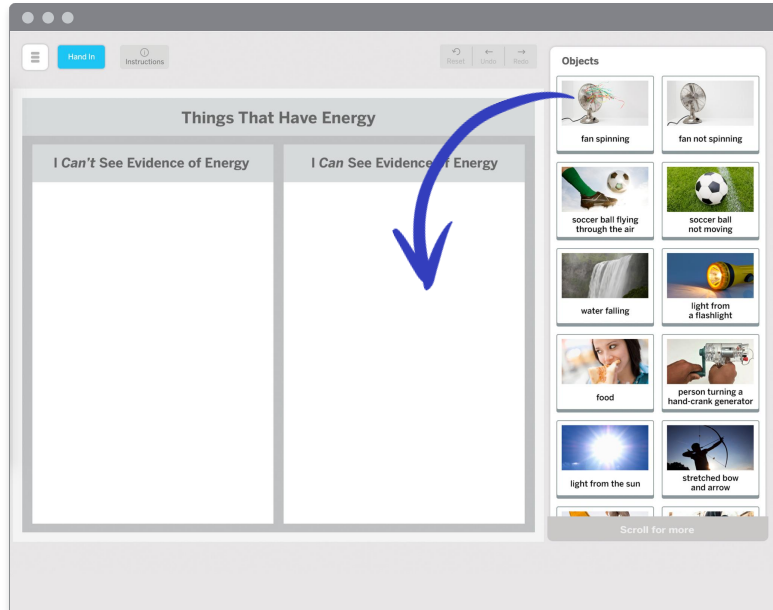 Hand In
Instructions
Reset
Undo
Redo
Things That Have Energy
I Can't See Evidence of Energy
I Can See Evidence of Energy
Objects
fan spinning
fan not spinning
soccer ball flying
through the air
soccer ball
not moving
water falling
light from
a flashlight
food
person turning a
hand-crank generator
light from the sun
stretched bow
and arrow
Scroll for more